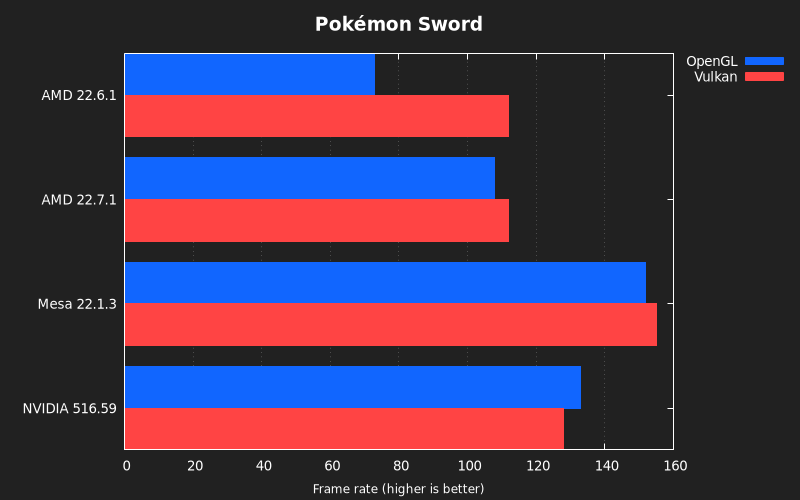 Pokémon Sword
OpenGL
Vulkan
AMD 22.6.1
AMD 22.7.1
Mesa 22.1.3
NVIDIA 516.59
0 20 40 60 80 100 120 140 160
Frame rate (higher is better)